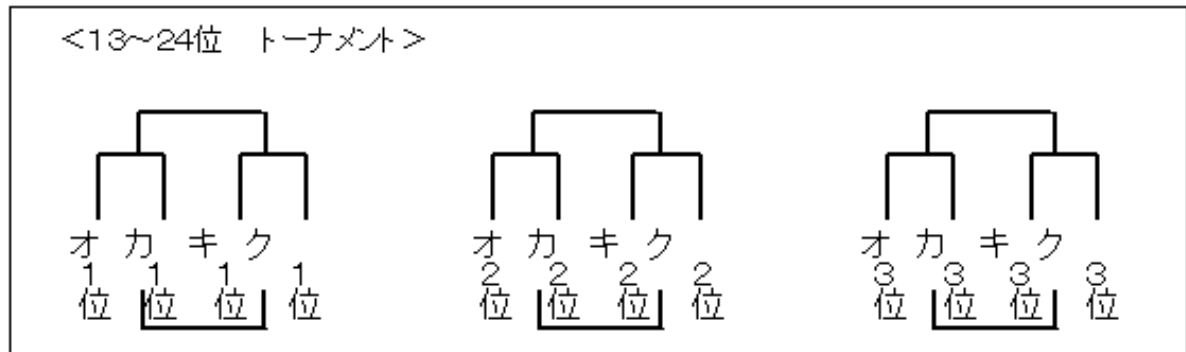 <13～24位　トーナメント>
オ カ キ ク　オ カ キ ク　オ カ キ ク
1位 1位 1位 1位　2位 2位 2位 2位　3位 3位 3位 3位